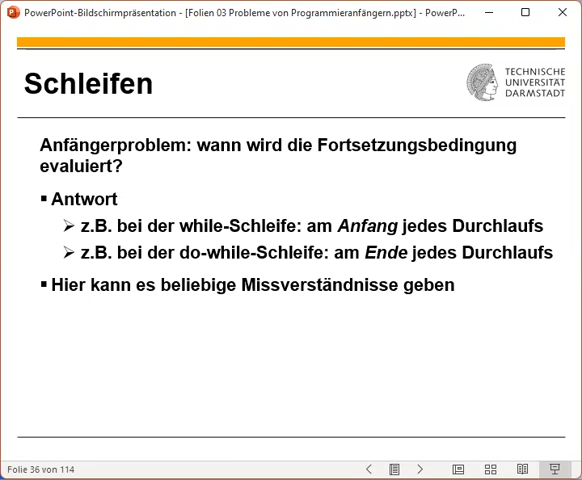 PowerPoint-Bildschirmpräsentation - [Folien 03 Probleme von Programmieranfängern.pptx] - PowerP...
Schleifen
TECHNISCHE
UNIVERSITÄT
DARMSTADT
Anfängerproblem: wann wird die Fortsetzungsbedingung
evaluiert?
▪ Antwort
➢ z.B. bei der while-Schleife: am Anfang jedes Durchlaufs
➢ z.B. bei der do-while-Schleife: am Ende jedes Durchlaufs
▪ Hier kann es beliebige Missverständnisse geben
Folie 36 von 114